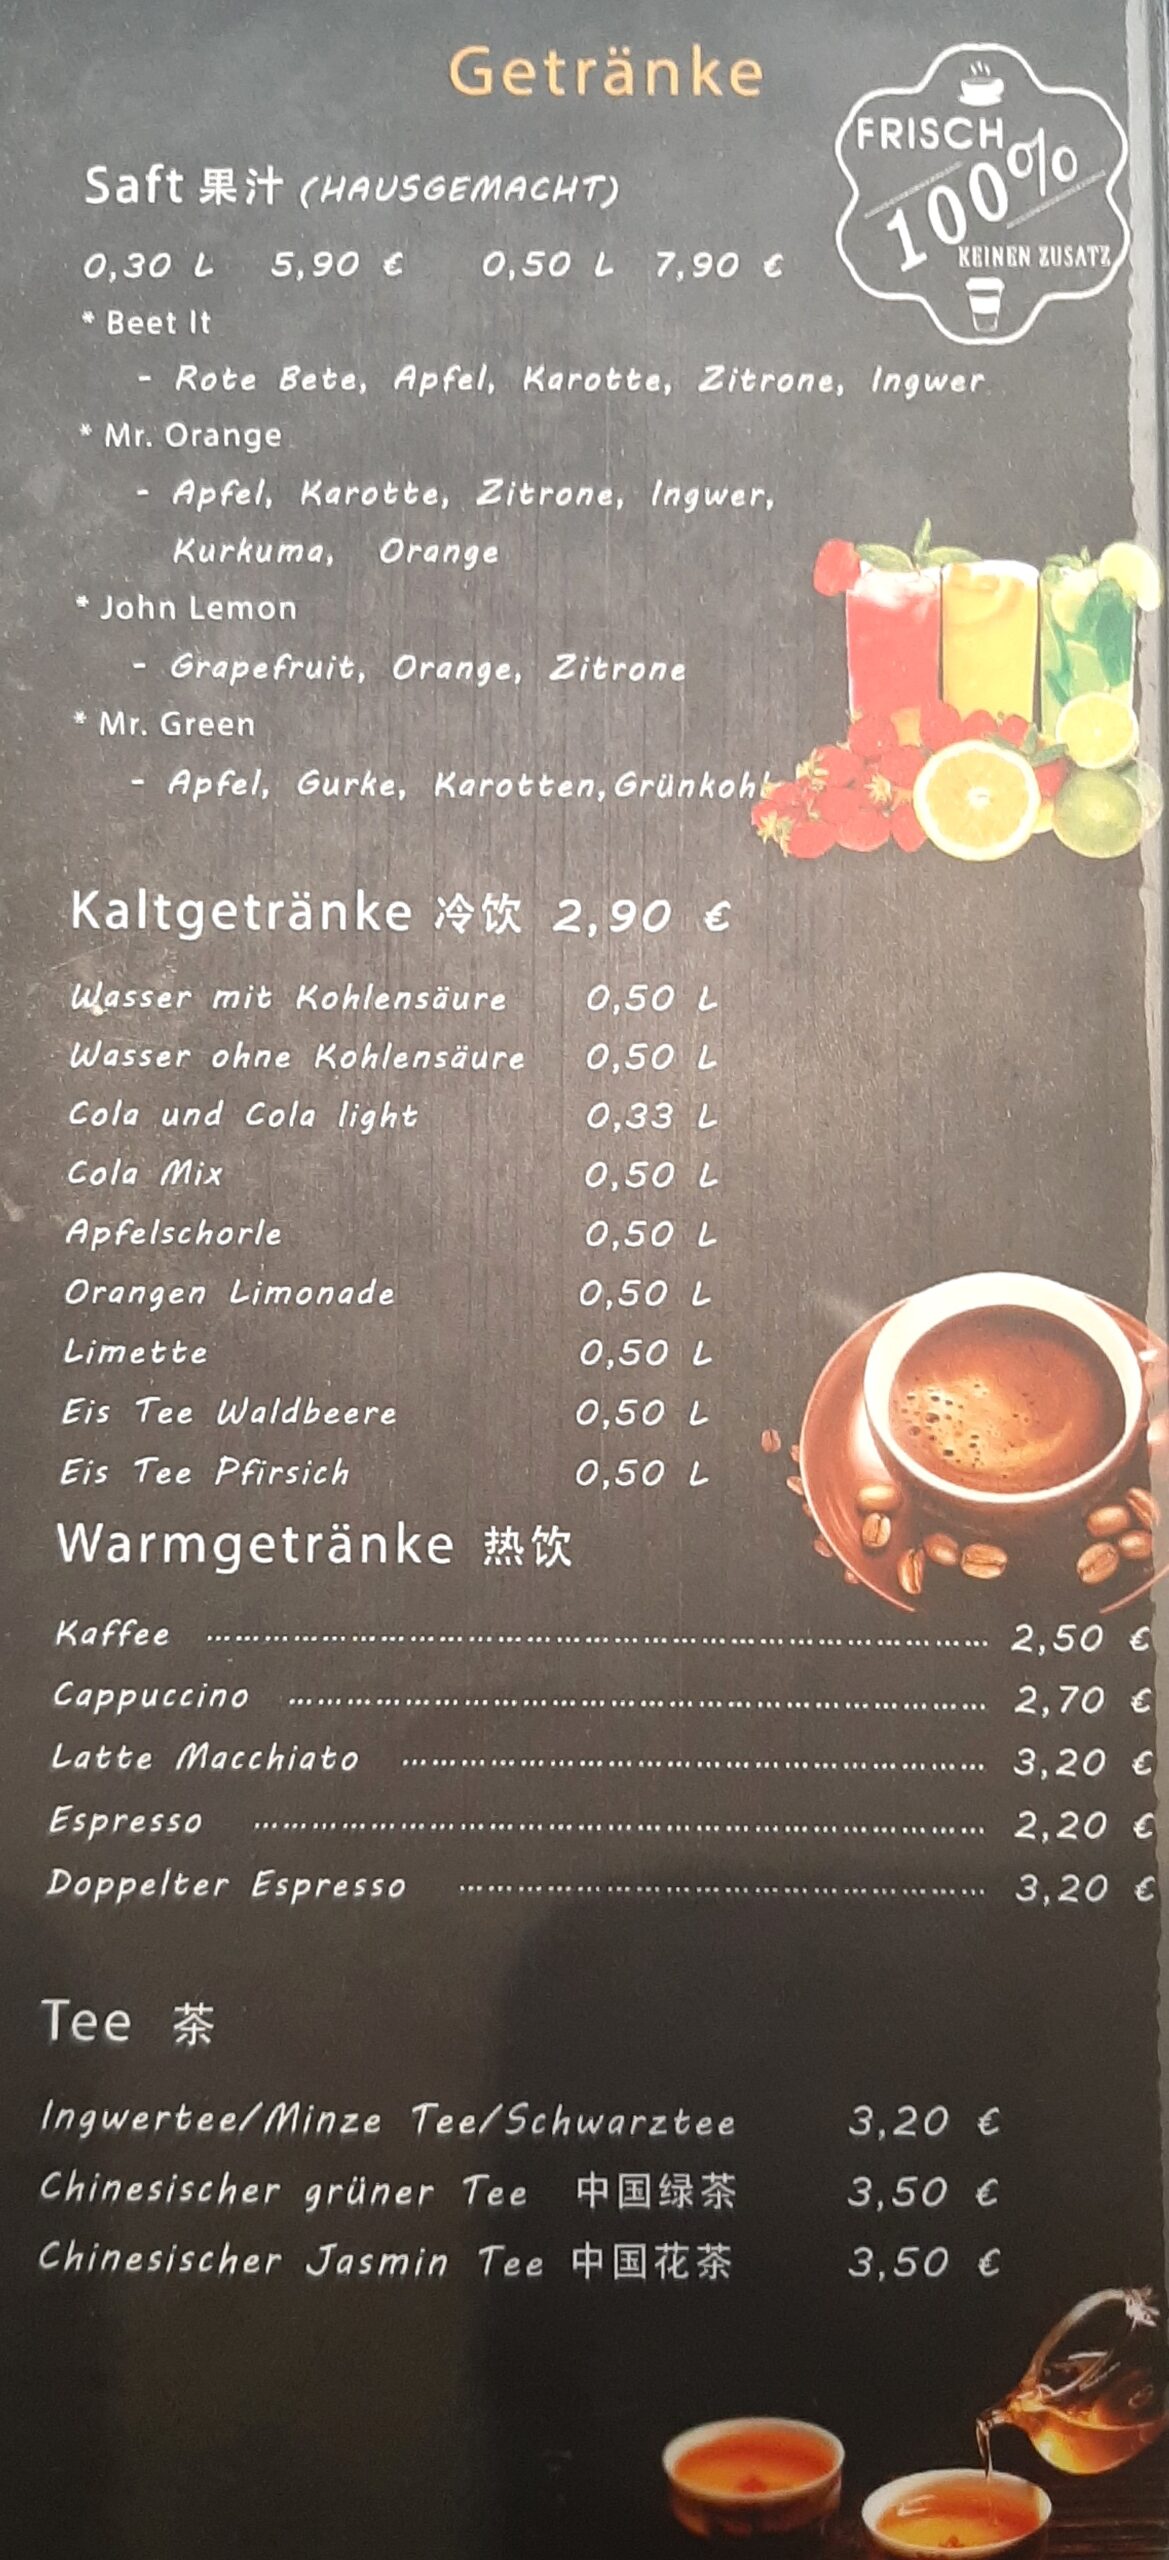 Getränke
FRISCH
100%
KEINEN ZUSATZ
Saft 果汁 (HAUSGEMACHT)
0,30 L 5,90 € 0,50 L 7,90 €
* Beet It
- Rote Bete, Apfel, Karotte, Zitrone, Ingwer
* Mr. Orange
- Apfel, Karotte, Zitrone, Ingwer,
Kurkuma, Orange
* John Lemon
- Grapefruit, Orange, Zitrone
* Mr. Green
- Apfel, Gurke, Karotten, Grünkohl
Kaltgetränke 冷饮 2,90 €
Wasser mit Kohlensäure 0,50 L
Wasser ohne Kohlensäure 0,50 L
Cola und Cola light 0,33 L
Cola Mix 0,50 L
Apfelschorle 0,50 L
Orangen Limonade 0,50 L
Limette 0,50 L
Eis Tee Waldbeere 0,50 L
Eis Tee Pfirsich 0,50 L
Warmgetränke 热饮
Kaffee ........ 2,50 €
Cappuccino ........ 2,70 €
Latte Macchiato ........ 3,20 €
Espresso ........ 2,20 €
Doppelter Espresso ........ 3,20 €
Tee 茶
Ingwertee/Minze Tee/Schwarztee 3,20 €
Chinesischer grüner Tee 中国绿茶 3,50 €
Chinesischer Jasmin Tee 中国花茶 3,50 €